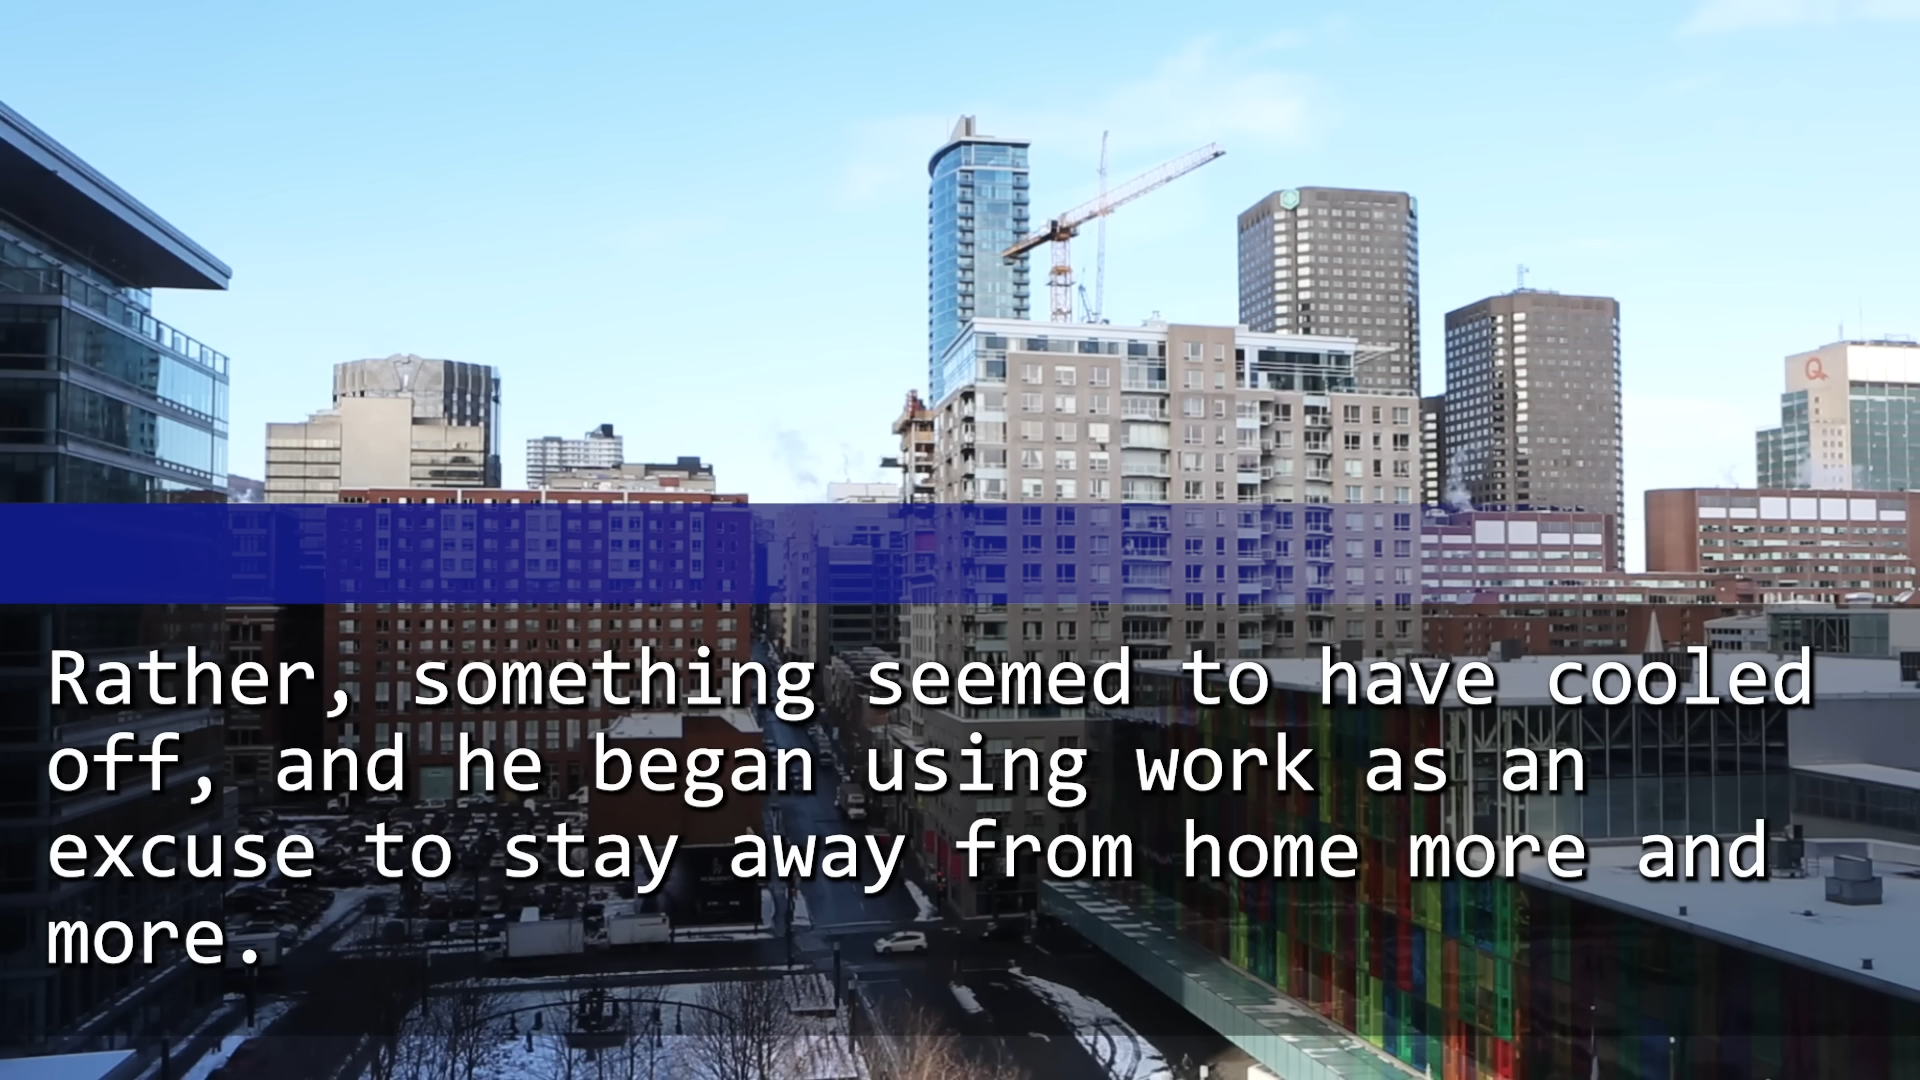 Rather, something seemed to have cooled
off, and he began using work as an
excuse to stay away from home more and
more.